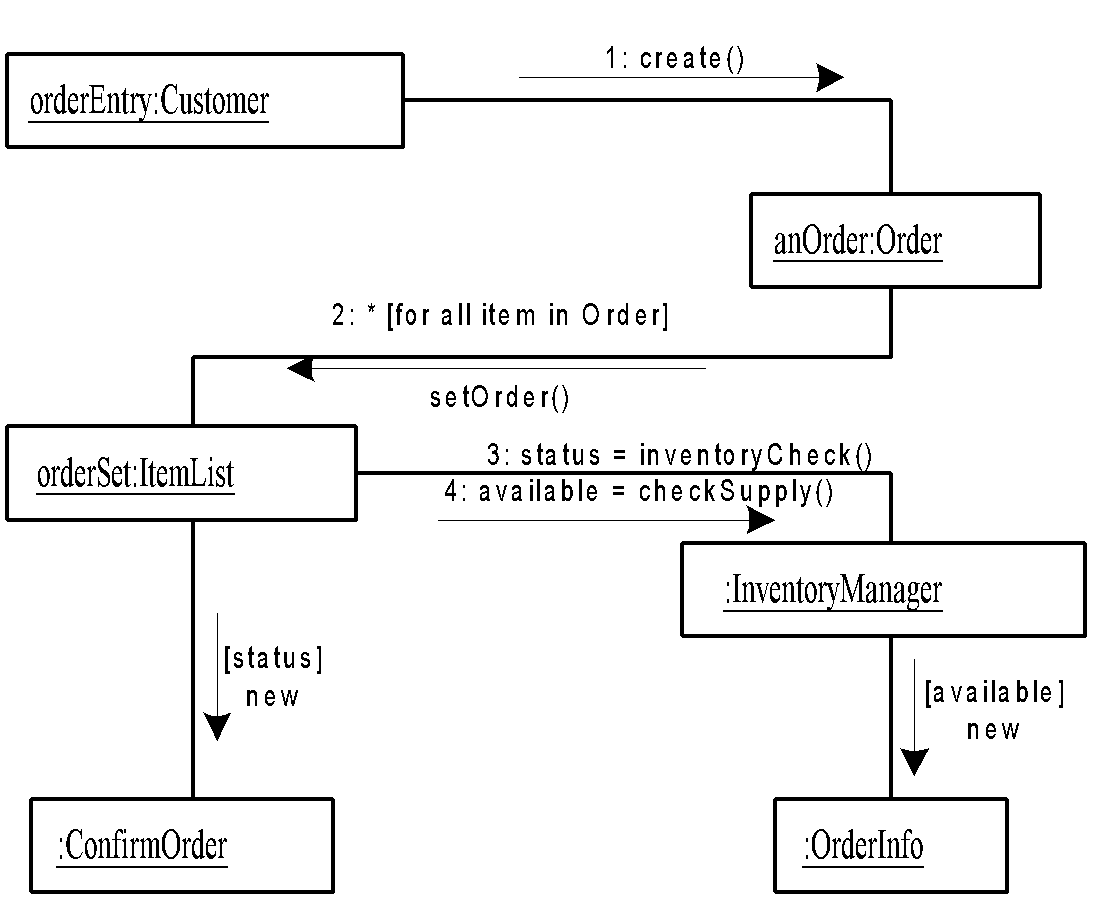 1: create()
orderEntry:Customer
anOrder:Order
2: * [for all item in Order]
setOrder()
orderSet:ItemList
3: status = inventoryCheck()
4: available = checkSupply()
:InventoryManager
[status]
new
[available]
new
:ConfirmOrder
:OrderInfo